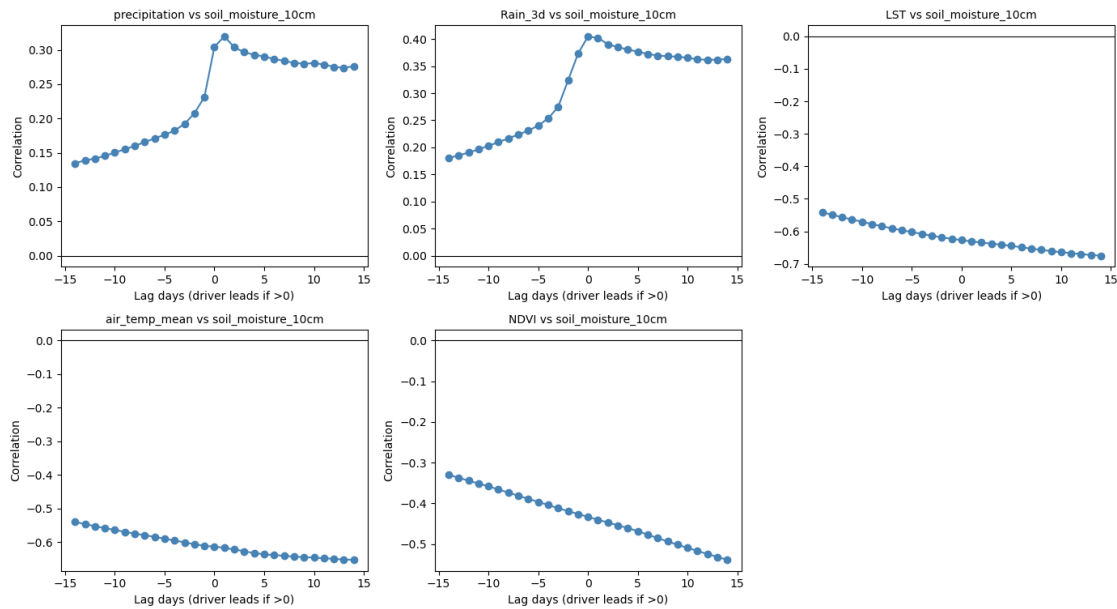 precipitation vs soil_moisture_10cm
0.30
0.25
0.20
0.15
0.10
0.05
0.00
Correlation
−15 −10 −5 0 5 10 15
Lag days (driver leads if >0)
Rain_3d vs soil_moisture_10cm
0.40
0.35
0.30
0.25
0.20
0.15
0.10
0.05
0.00
Correlation
−15 −10 −5 0 5 10 15
Lag days (driver leads if >0)
LST vs soil_moisture_10cm
0.0
−0.1
−0.2
−0.3
−0.4
−0.5
−0.6
−0.7
Correlation
−15 −10 −5 0 5 10 15
Lag days (driver leads if >0)
air_temp_mean vs soil_moisture_10cm
0.0
−0.1
−0.2
−0.3
−0.4
−0.5
−0.6
Correlation
−15 −10 −5 0 5 10 15
Lag days (driver leads if >0)
NDVI vs soil_moisture_10cm
0.0
−0.1
−0.2
−0.3
−0.4
−0.5
Correlation
−15 −10 −5 0 5 10 15
Lag days (driver leads if >0)